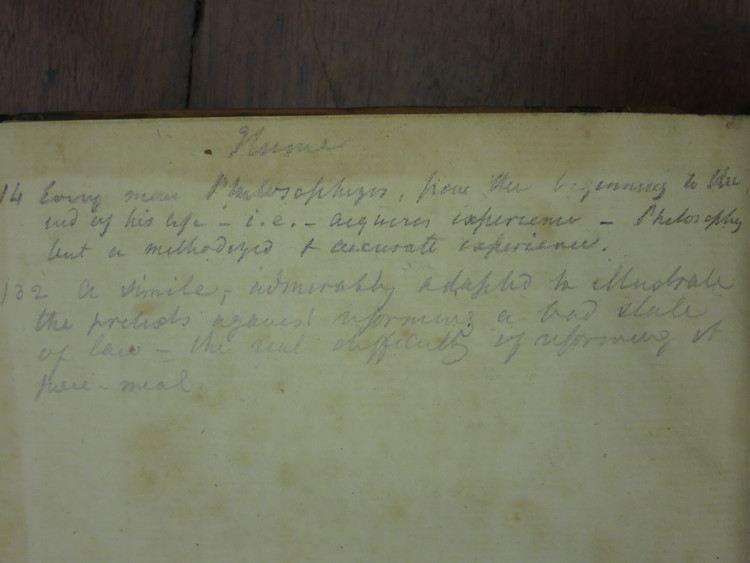 Hume
14 Every man Philosophizes, from the beginning to the
end of his life - i.e. - acquires experience - Philosophy
but a methodized & accurate experience.
132 A simile, admirably adapted to illustrate
the pretexts against reforming a bad state
of law - the real difficulty of reforming it
piece-meal